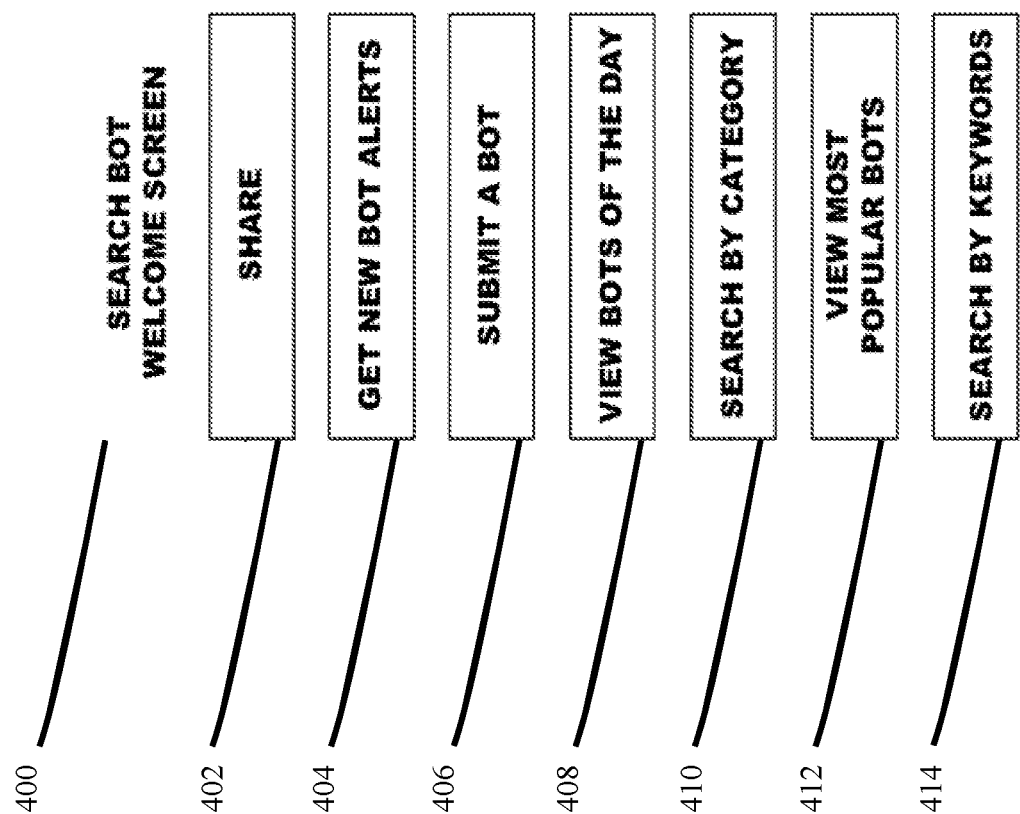 400
SEARCH BOT
WELCOME SCREEN
402
SHARE
404
GET NEW BOT ALERTS
406
SUBMIT A BOT
408
VIEW BOTS OF THE DAY
410
SEARCH BY CATEGORY
412
VIEW MOST
POPULAR BOTS
414
SEARCH BY KEYWORDS